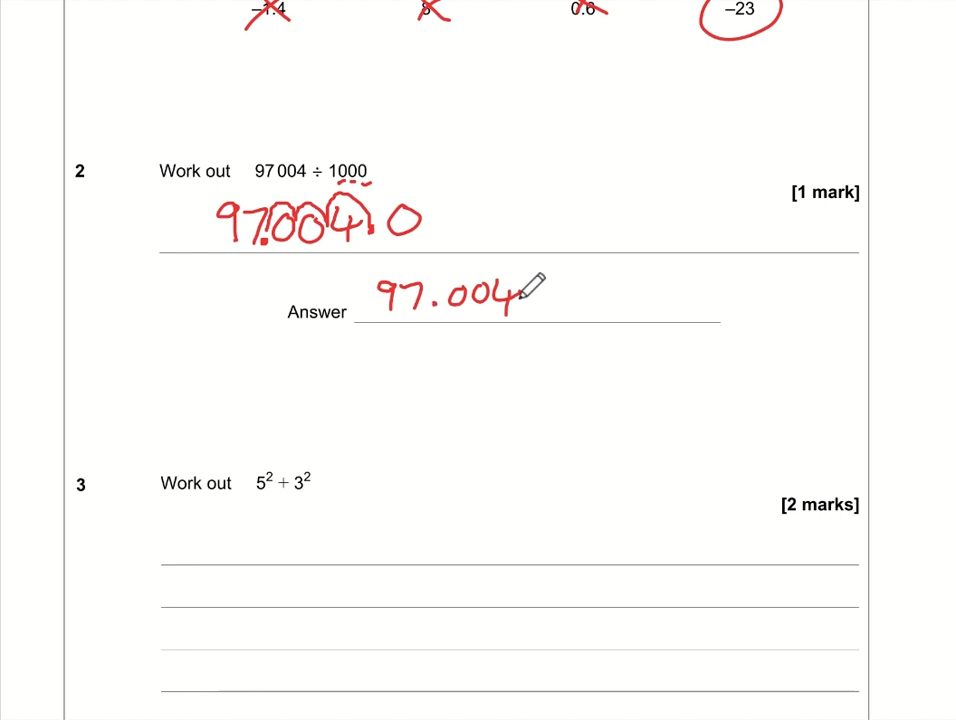 –1.4 8 0.6 –23
2 Work out 97 004 ÷ 1000
[1 mark]
97.004.0
Answer 97.004
3 Work out 5² + 3²
[2 marks]